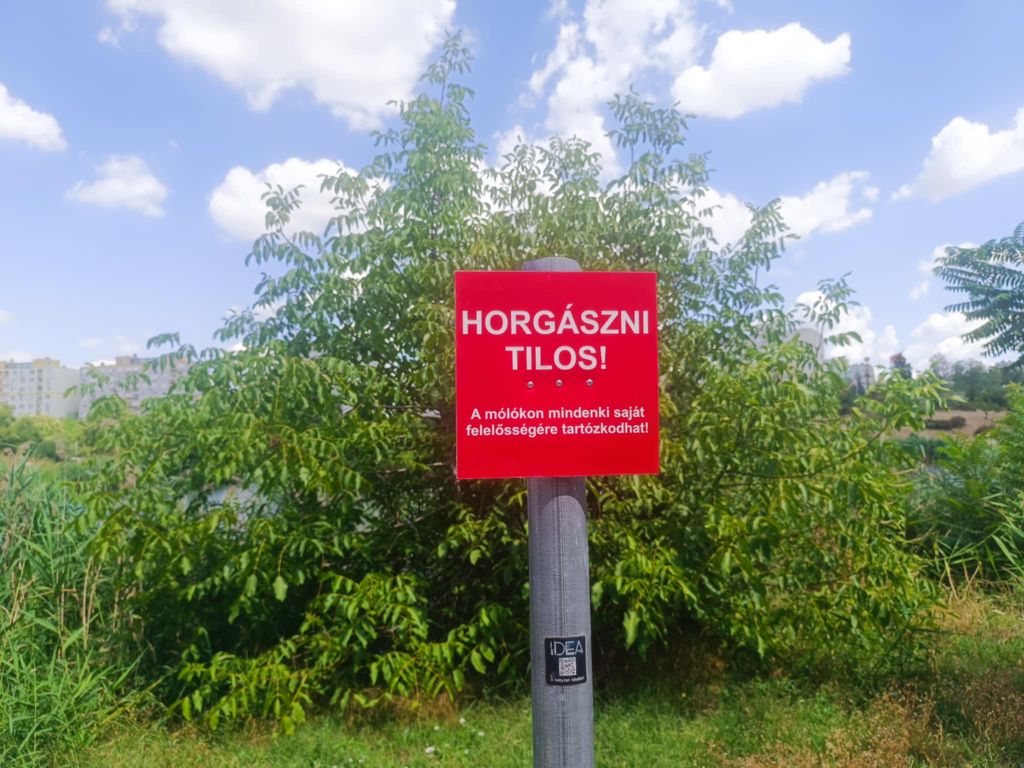 HORGÁSZNI
TILOS!
A mólókon mindenki saját
felelősségére tartózkodhat!
IDEA